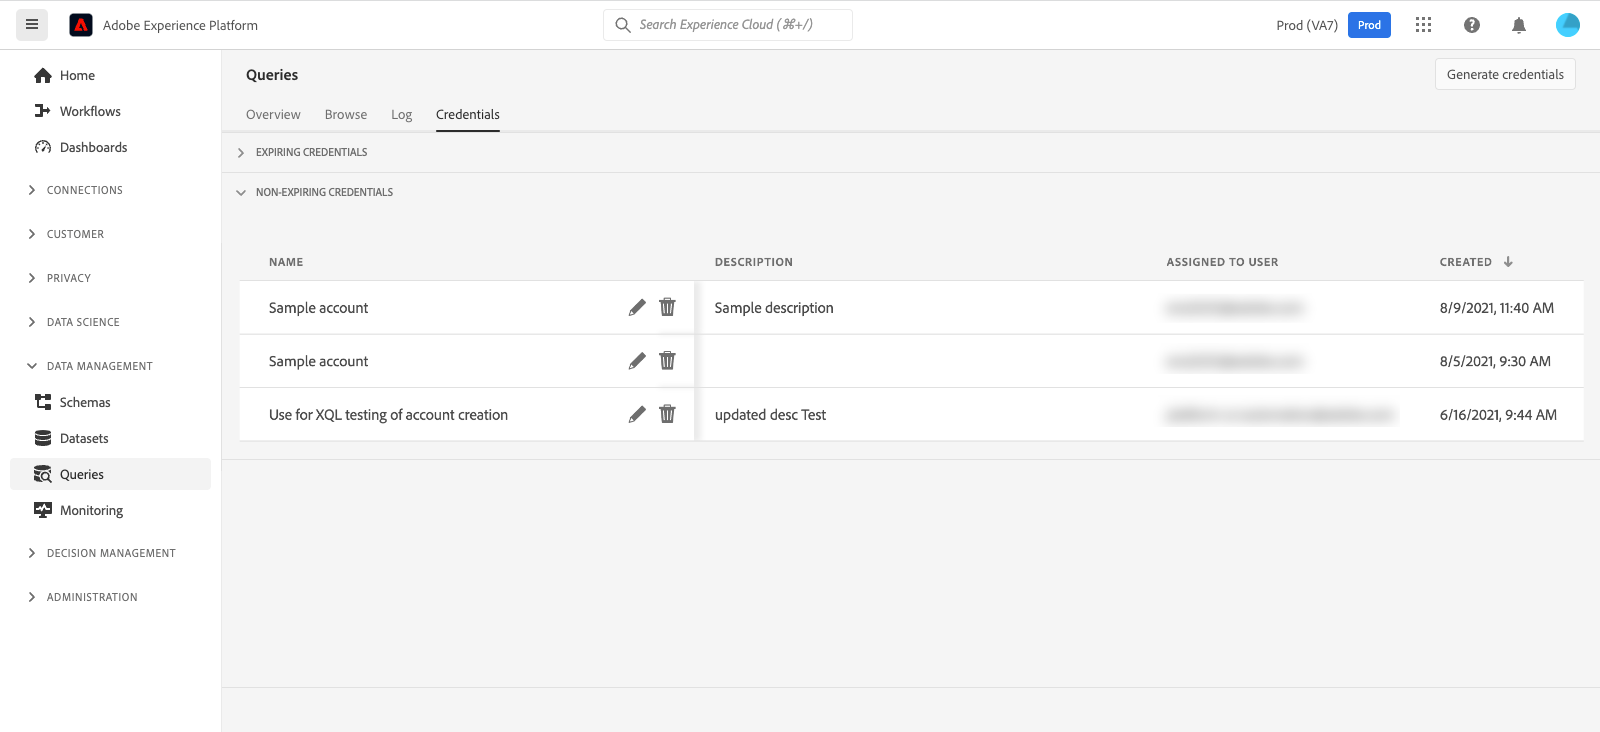 Adobe Experience Platform
Search Experience Cloud (⌘+/)
Prod (VA7)
Prod
Home
Workflows
Dashboards
CONNECTIONS
CUSTOMER
PRIVACY
DATA SCIENCE
DATA MANAGEMENT
Schemas
Datasets
Queries
Monitoring
DECISION MANAGEMENT
ADMINISTRATION
Queries
Generate credentials
Overview Browse Log Credentials
EXPIRING CREDENTIALS
NON-EXPIRING CREDENTIALS
NAME DESCRIPTION ASSIGNED TO USER CREATED
Sample account Sample description 8/9/2021, 11:40 AM
Sample account 8/5/2021, 9:30 AM
Use for XQL testing of account creation updated desc Test 6/16/2021, 9:44 AM